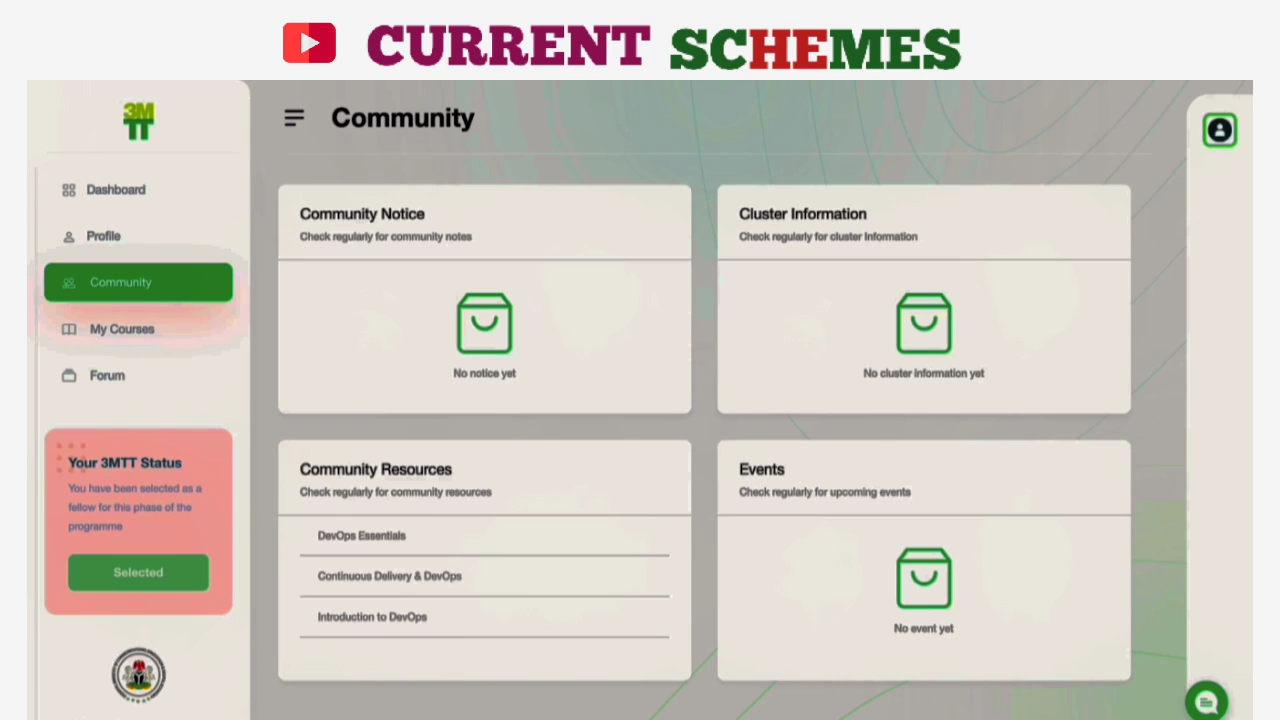 CURRENT SCHEMES
3M
TT
Community
Dashboard
Profile
Community
My Courses
Forum
Your 3MTT Status
You have been selected as a
fellow for this phase of the
programme
Selected
Community Notice
Check regularly for community notes
No notice yet
Cluster Information
Check regularly for cluster Information
No cluster information yet
Community Resources
Check regularly for community resources
DevOps Essentials
Continuous Delivery & DevOps
Introduction to DevOps
Events
Check regularly for upcoming events
No event yet